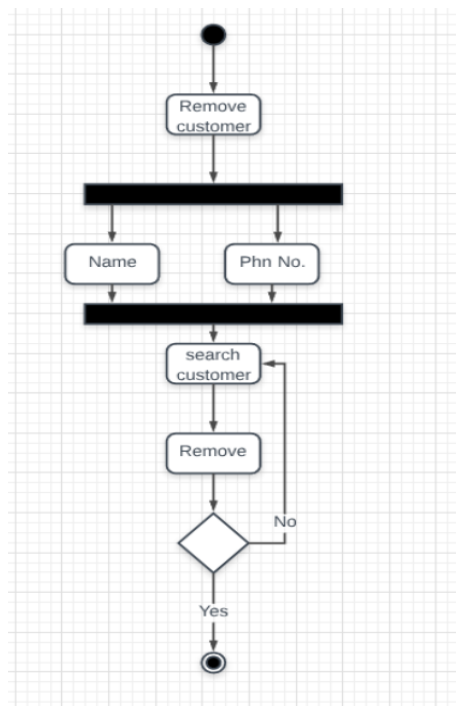 Remove
customer
Name
Phn No.
search
customer
Remove
No
Yes